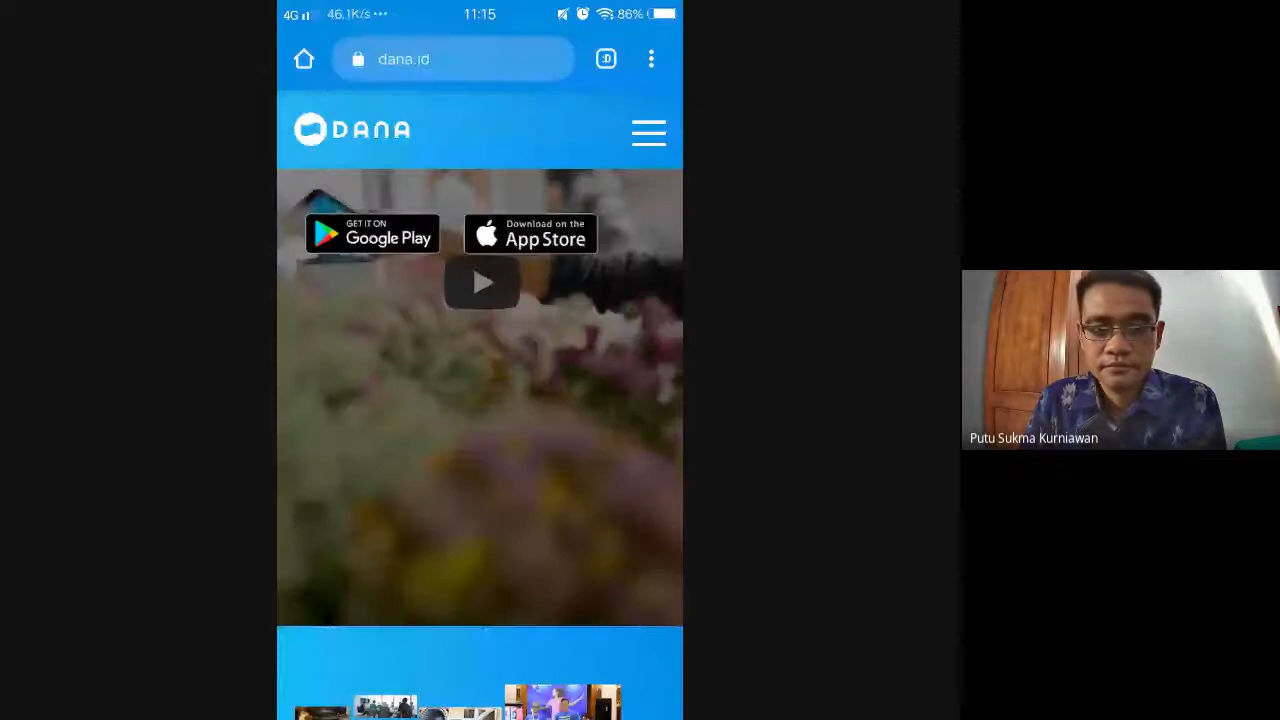 4G 46.1K/s ••• 11:15 86%
dana.id :D
DANA
GET IT ON
Google Play
Download on the
App Store
Putu Sukma Kurniawan